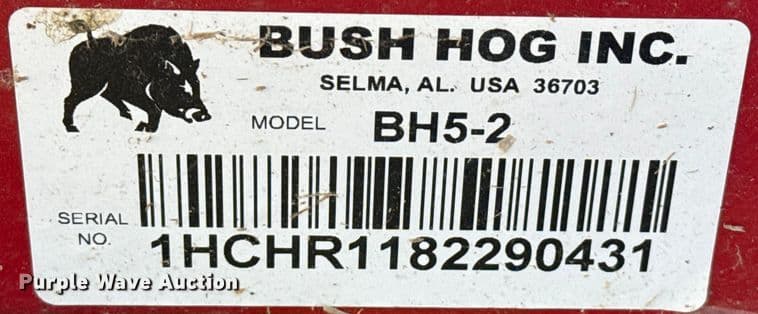 BUSH HOG INC.
SELMA, AL. USA 36703
MODEL BH5-2
SERIAL NO. 1HCHR1182290431
Purple Wave Auction